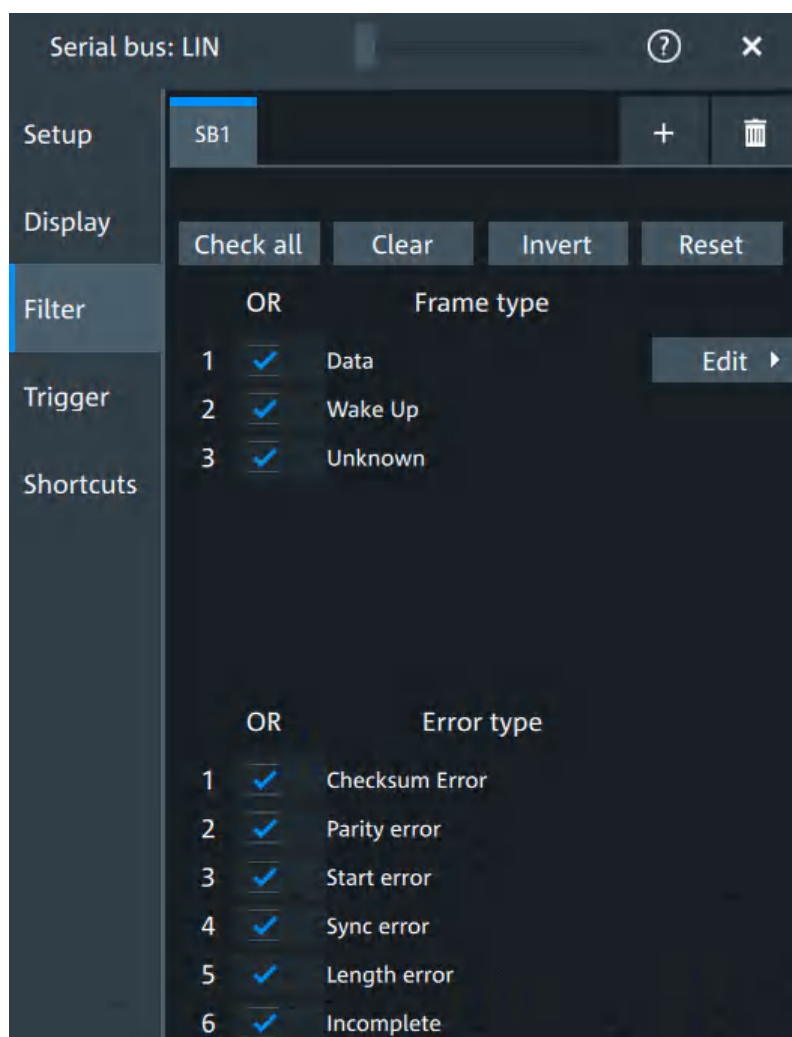 Serial bus: LIN ?
Setup SB1 +
Display
Check all Clear Invert Reset
Filter
OR Frame type
1 Data Edit
2 Wake Up
Trigger
3 Unknown
Shortcuts
OR Error type
1 Checksum Error
2 Parity error
3 Start error
4 Sync error
5 Length error
6 Incomplete